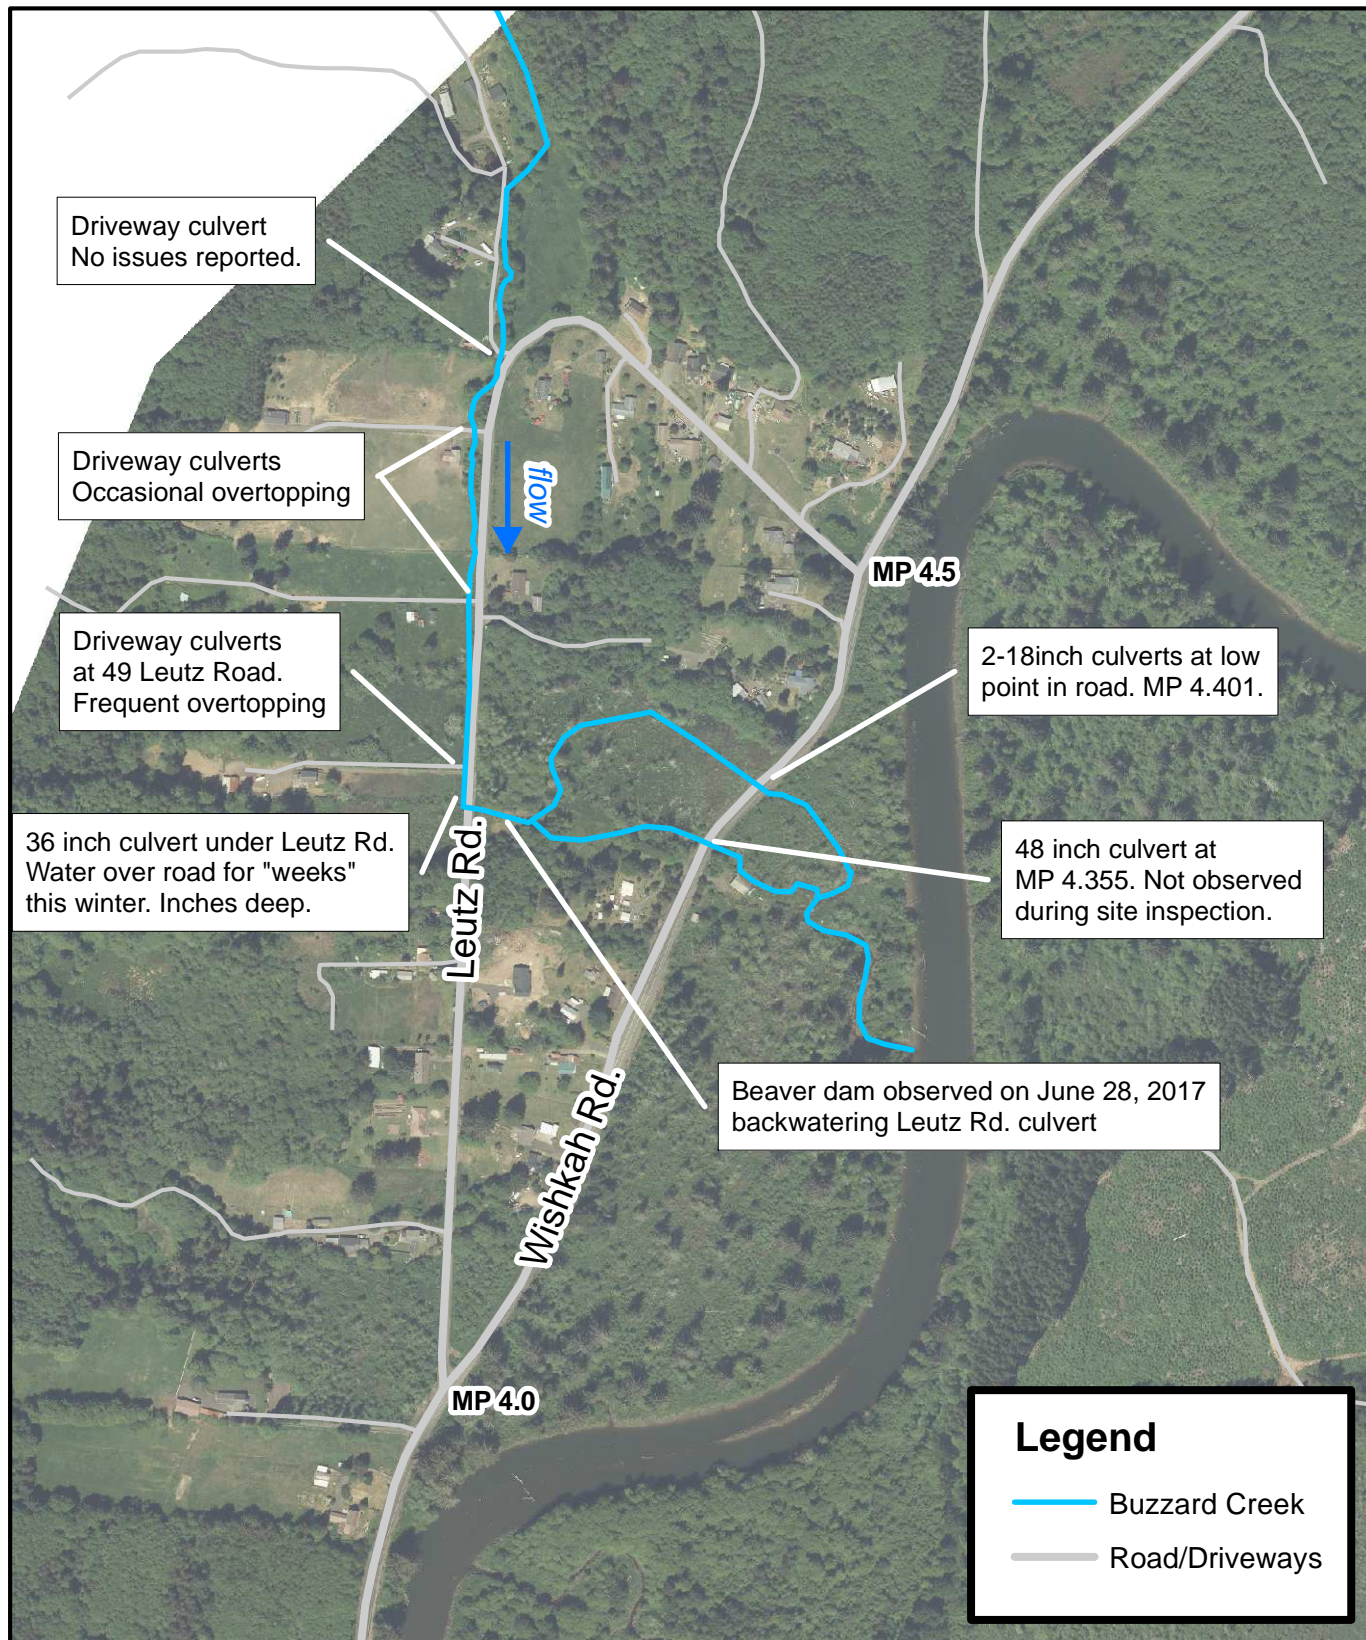 Driveway culvert
No issues reported.
Driveway culverts
Occasional overtopping
flow
MP 4.5
Driveway culverts
at 49 Leutz Road.
Frequent overtopping
2-18inch culverts at low
point in road. MP 4.401.
36 inch culvert under Leutz Rd.
Water over road for "weeks"
this winter. Inches deep.
Leutz Rd.
48 inch culvert at
MP 4.355. Not observed
during site inspection.
Beaver dam observed on June 28, 2017
backwatering Leutz Rd. culvert
Wishkah Rd.
MP 4.0
Legend
Buzzard Creek
Road/Driveways